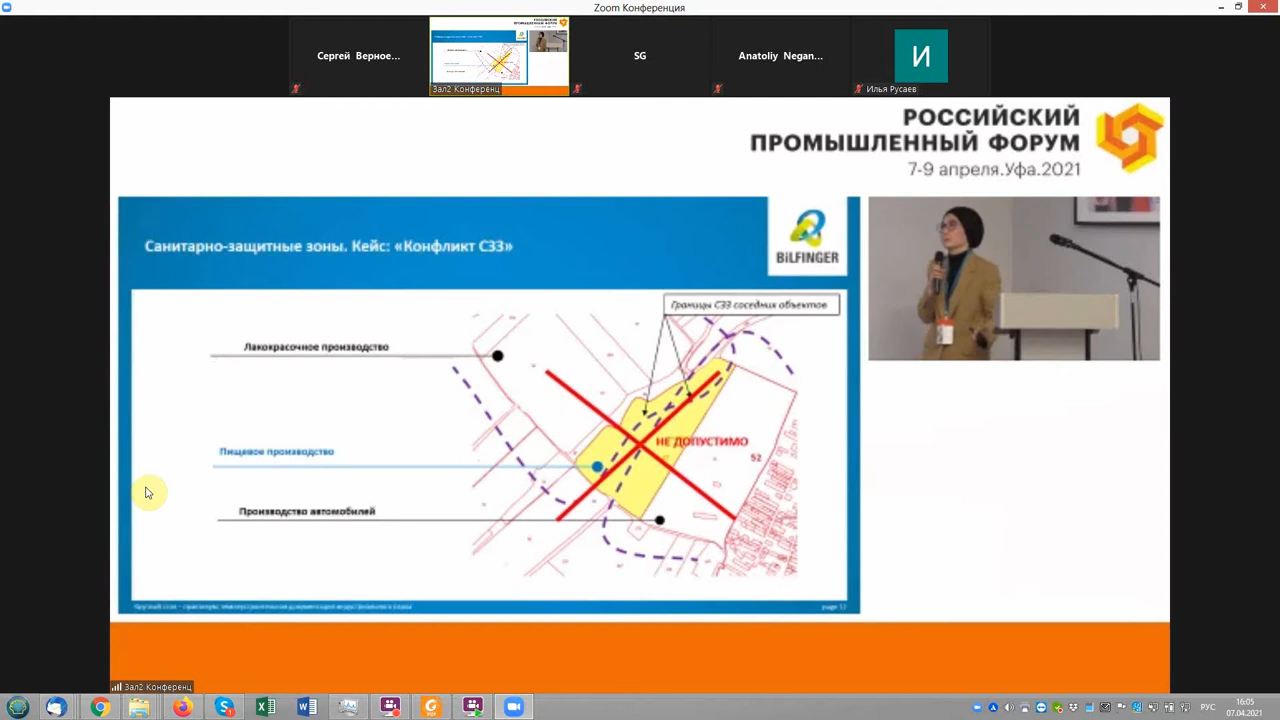 Zoom Конференция
Сергей Верное...
Зал2 Конференц
SG
Anatoliy Negan...
И
Илья Русаев
РОССИЙСКИЙ
ПРОМЫШЛЕННЫЙ ФОРУМ
7-9 апреля.Уфа.2021
Санитарно-защитные зоны. Кейс: «Конфликт СЗЗ»
BILFINGER
Границы СЗЗ соседних объектов
Лакокрасочное производство
Пищевое производство
НЕ ДОПУСТИМО
52
Производство автомобилей
Зал2 Конференц
РУС
16:05
07.04.2021